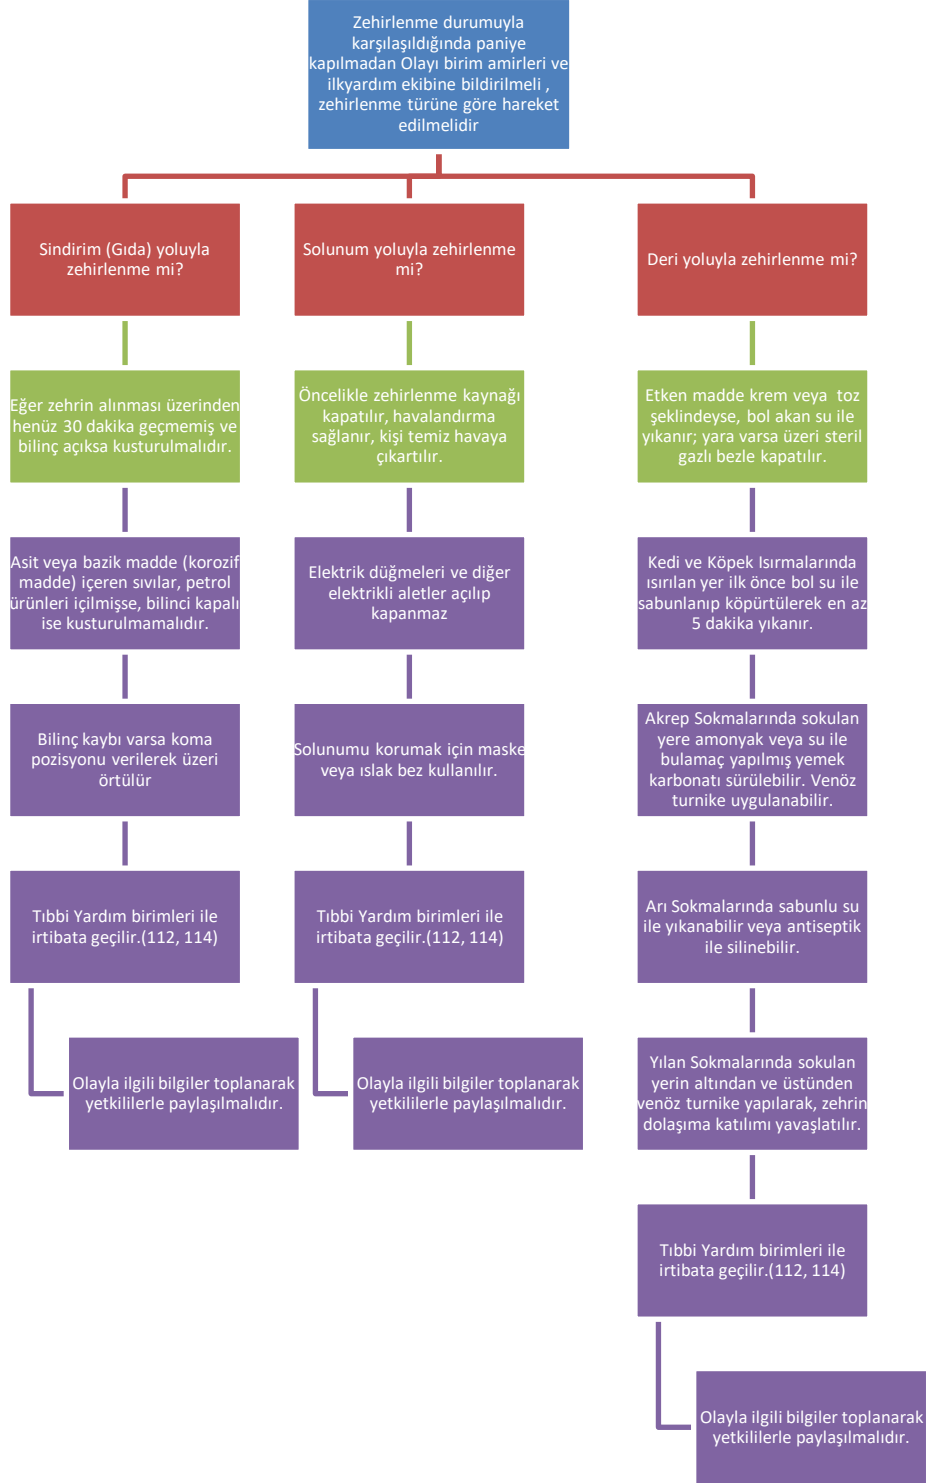 Zehirlenme durumuyla
karşılaşıldığında paniye
kapılmadan Olayı birim amirleri ve
ilkyardım ekibine bildirilmeli ,
zehirlenme türüne göre hareket
edilmelidir
Sindirim (Gıda) yoluyla
zehirlenme mi?
Eğer zehrin alınması üzerinden
henüz 30 dakika geçmemiş ve
bilinç açıksa kusturulmalıdır.
Asit veya bazik madde (korozif
madde) içeren sıvılar, petrol
ürünleri içilmişse, bilinci kapalı
ise kusturulmamalıdır.
Bilinç kaybı varsa koma
pozisyonu verilerek üzeri
örtülür
Tıbbi Yardım birimleri ile
irtibata geçilir.(112, 114)
Olayla ilgili bilgiler toplanarak
yetkililerle paylaşılmalıdır.
Solunum yoluyla zehirlenme
mi?
Öncelikle zehirlenme kaynağı
kapatılır, havalandırma
sağlanır, kişi temiz havaya
çıkartılır.
Elektrik düğmeleri ve diğer
elektrikli aletler açılıp
kapanmaz
Solunumu korumak için maske
veya ıslak bez kullanılır.
Tıbbi Yardım birimleri ile
irtibata geçilir.(112, 114)
Olayla ilgili bilgiler toplanarak
yetkililerle paylaşılmalıdır.
Deri yoluyla zehirlenme mi?
Etken madde krem veya toz
şeklindeyse, bol akan su ile
yıkanır; yara varsa üzeri steril
gazlı bezle kapatılır.
Kedi ve Köpek Isırmalarında
ısırılan yer ilk önce bol su ile
sabunlanıp köpürtülerek en az
5 dakika yıkanır.
Akrep Sokmalarında sokulan
yere amonyak veya su ile
bulamaç yapılmış yemek
karbonatı sürülebilir. Venöz
turnike uygulanabilir.
Arı Sokmalarında sabunlu su
ile yıkanabilir veya antiseptik
ile silinebilir.
Yılan Sokmalarında sokulan
yerin altından ve üstünden
venöz turnike yapılarak, zehrin
dolaşıma katılımı yavaşlatılır.
Tıbbi Yardım birimleri ile
irtibata geçilir.(112, 114)
Olayla ilgili bilgiler toplanarak
yetkililerle paylaşılmalıdır.